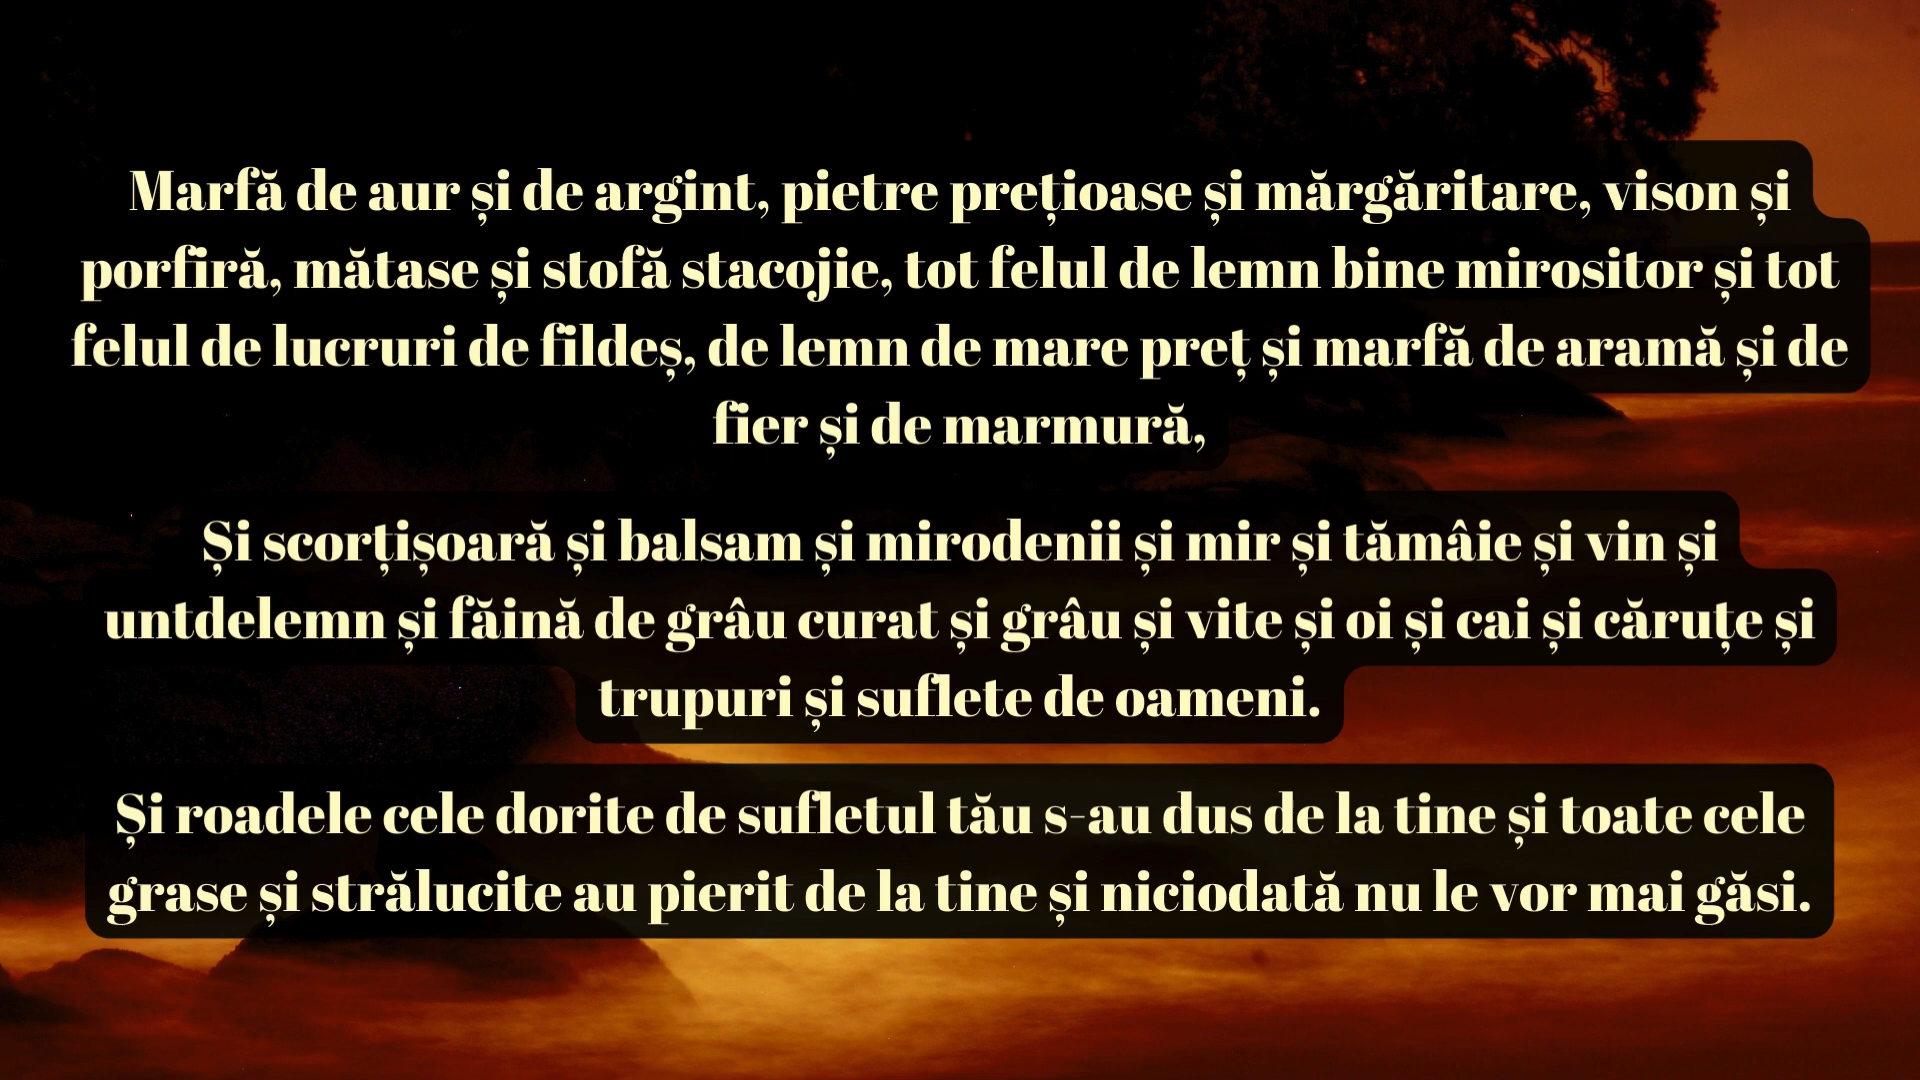 Marfă de aur și de argint, pietre prețioase și mărgăritare, vison și
porfiră, mătase și stofă stacojie, tot felul de lemn bine mirositor și tot
felul de lucruri de fildeș, de lemn de mare preț și marfă de aramă și de
fier și de marmură,
Și scorțișoară și balsam și mirodenii și mir și tămâie și vin și
untdelemn și făină de grâu curat și grâu și vite și oi și cai și căruțe și
trupuri și suflete de oameni.
Și roadele cele dorite de sufletul tău s-au dus de la tine și toate cele
grase și strălucite au pierit de la tine și niciodată nu le vor mai găsi.